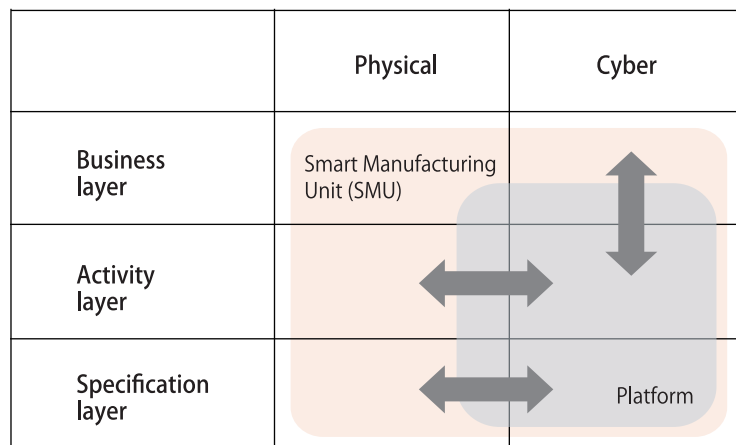 Physical
Cyber
Business
layer
Smart Manufacturing
Unit (SMU)
Activity
layer
Specification
layer
Platform